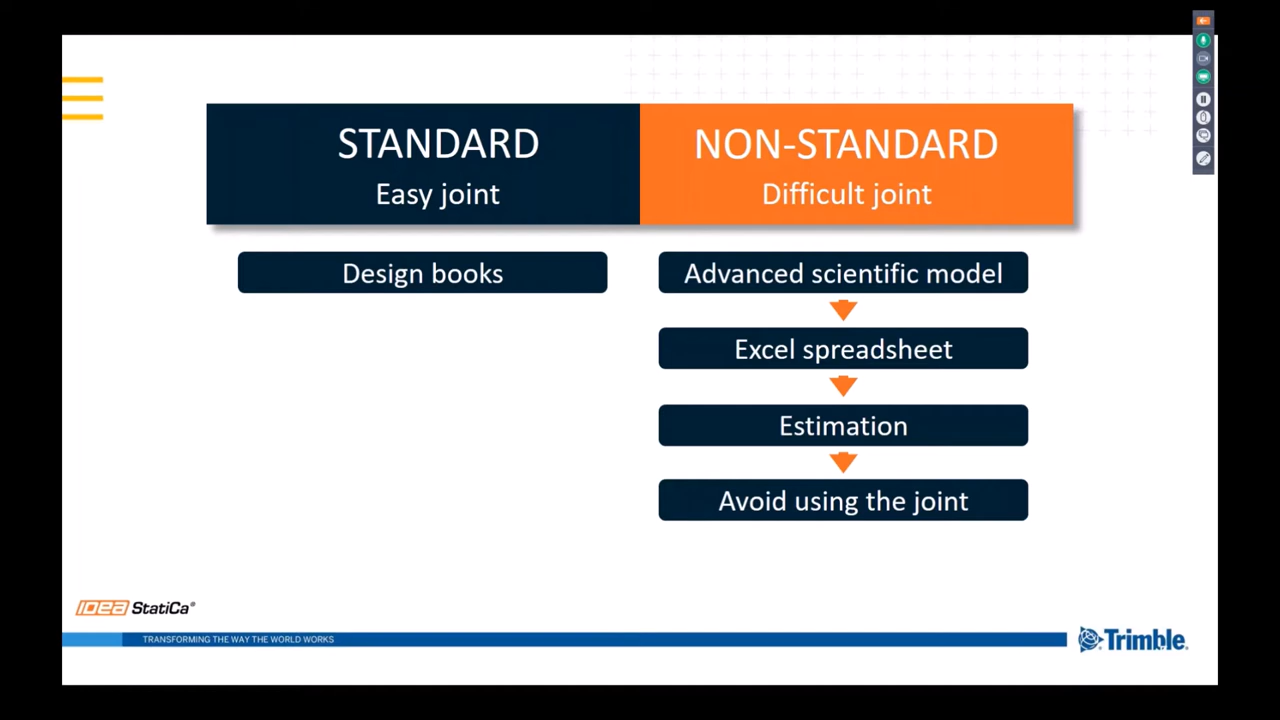 STANDARD
Easy joint
NON-STANDARD
Difficult joint
Design books
Advanced scientific model
Excel spreadsheet
Estimation
Avoid using the joint
IDEA StatiCa®
TRANSFORMING THE WAY THE WORLD WORKS
Trimble®